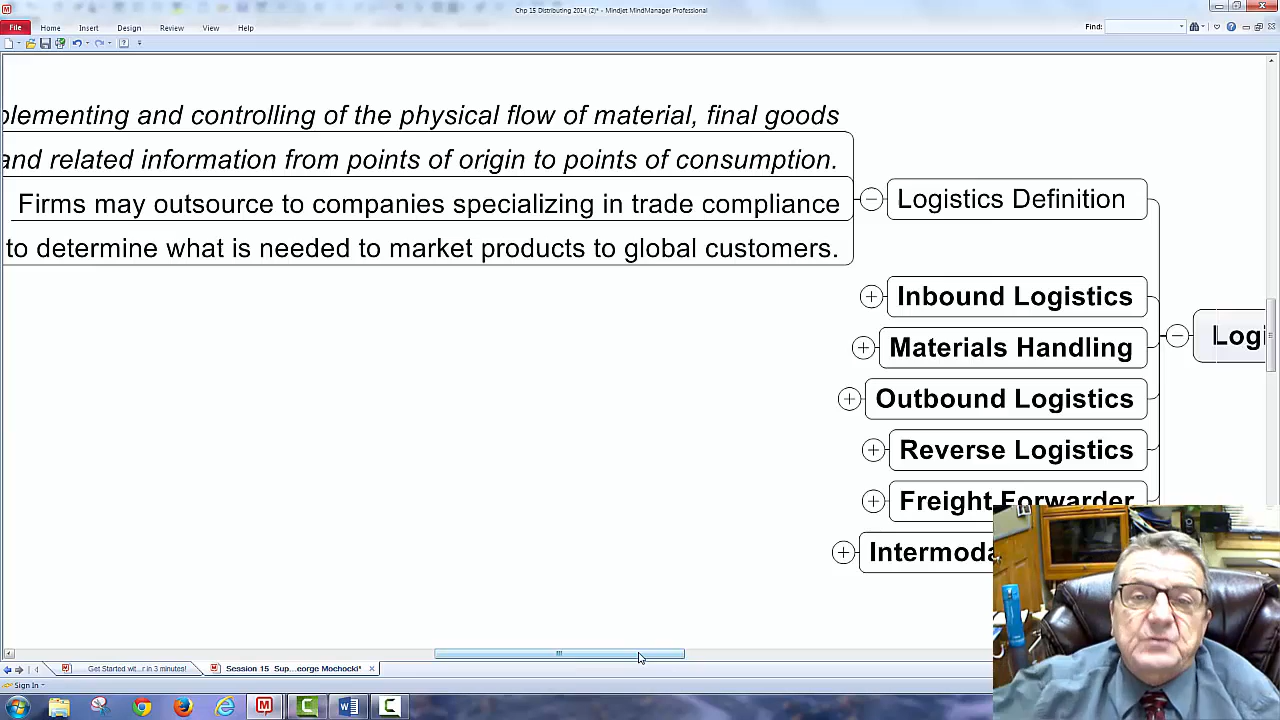 Chp 15 Distributing 2014 (2)* - Mindjet MindManager Professional
File Home Insert Design Review View Help Find:
plementing and controlling of the physical flow of material, final goods
and related information from points of origin to points of consumption.
Firms may outsource to companies specializing in trade compliance
to determine what is needed to market products to global customers.
Logistics Definition
Inbound Logistics
Materials Handling
Logi
Outbound Logistics
Reverse Logistics
Freight Forwarder
Intermoda
Get Started wit...r in 3 minutes! Session 15 Sup...eorge Mochocki*
Sign In